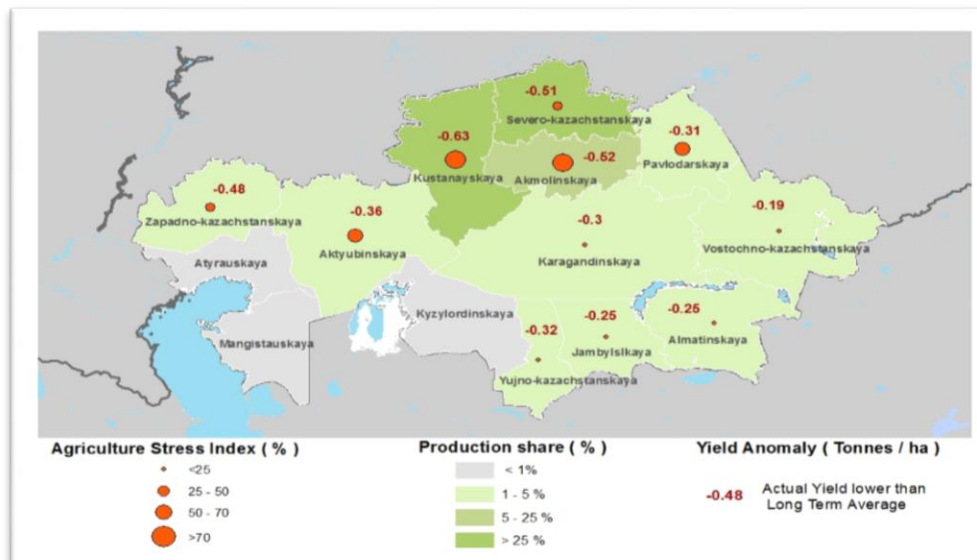 -0.51
Severo-kazachstanskaya
-0.63
-0.31
-0.52
Kustanayskaya
Akmolinskaya
Pavlodarskaya
-0.48
-0.19
Zapadno-kazachstanskaya
-0.36
-0.3
Aktyubinskaya
Vostochno-kazachstanskaya
Atyrauskaya
Karagandinskaya
Kyzylordinskaya
-0.25
-0.25
-0.32
Mangistauskaya
Almatinskaya
Jambylslkaya
Yujno-kazachstanskaya
Agriculture Stress Index ( % )
<25
25 - 50
50 - 70
>70
Production share ( % )
< 1%
1 - 5 %
5 - 25 %
> 25 %
Yield Anomaly ( Tonnes / ha )
-0.48 Actual Yield lower than
Long Term Average